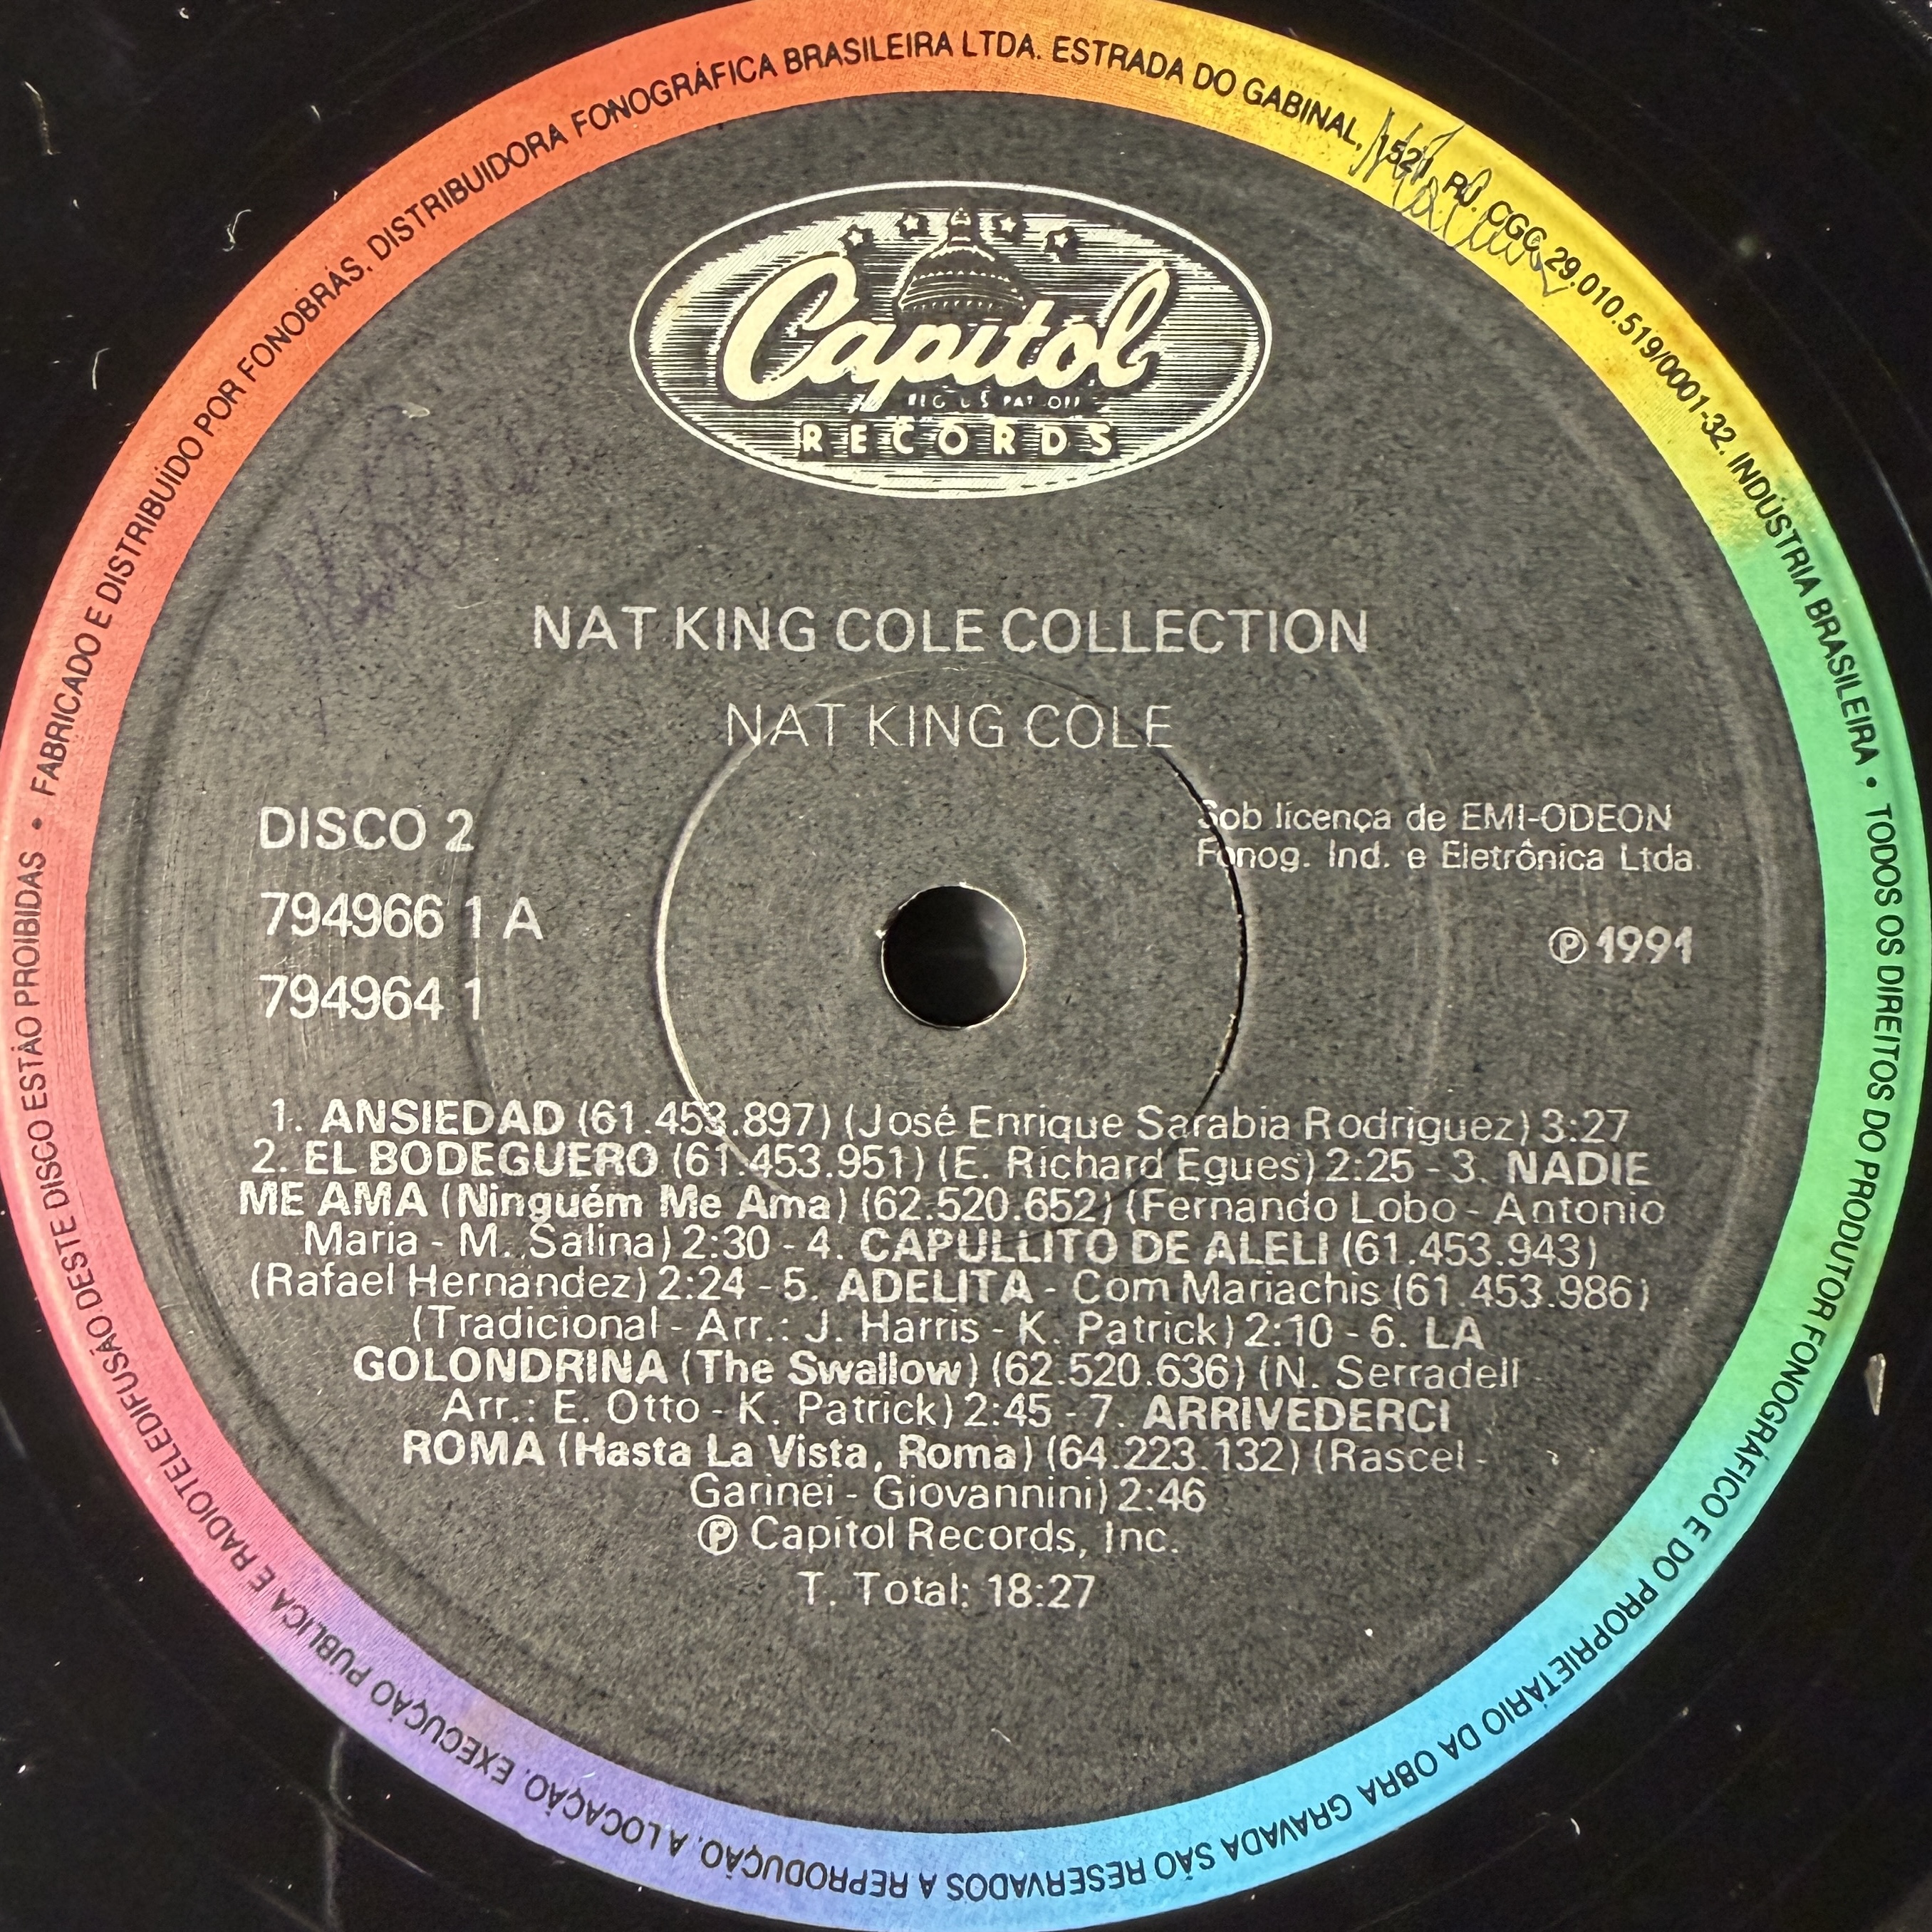 FABRICADO E DISTRIBUÍDO POR FONOBRÁS. DISTRIBUIDORA FONOGRÁFICA BRASILEIRA LTDA. ESTRADA DO GABINAL, 1521, RJ. CGC 29.010.519/0001-32. INDÚSTRIA BRASILEIRA •
TODOS OS DIREITOS DO PRODUTOR FONOGRÁFICO E DO PROPRIETÁRIO DA OBRA GRAVADA SÃO RESERVADOS A REPRODUÇÃO. A LOCAÇÃO. EXECUÇÃO PÚBLICA E RADIOTELEDIFUSÃO DESTE DISCO ESTÃO PROIBIDAS •
Capitol
REG U S PAT OFF
RECORDS
NAT KING COLE COLLECTION
NAT KING COLE
DISCO 2
794966 1 A
794964 1
Sob licença de EMI-ODEON
Fonog. Ind. e Eletrônica Ltda.
℗ 1991
1. ANSIEDAD (61.453.897) (José Enrique Sarabia Rodriguez) 3:27
2. EL BODEGUERO (61.453.951) (E. Richard Egues) 2:25 - 3. NADIE
ME AMA (Ninguém Me Ama) (62.520.652) (Fernando Lobo - Antonio
Maria - M. Salina) 2:30 - 4. CAPULLITO DE ALELI (61.453.943)
(Rafael Hernandez) 2:24 - 5. ADELITA - Com Mariachis (61.453.986)
(Tradicional - Arr.: J. Harris - K. Patrick) 2:10 - 6. LA
GOLONDRINA (The Swallow) (62.520.636) (N. Serradell -
Arr.: E. Otto - K. Patrick) 2:45 - 7. ARRIVEDERCI
ROMA (Hasta La Vista, Roma) (64.223.132) (Rascel -
Garinei - Giovannini) 2:46
℗ Capitol Records, Inc.
T. Total: 18:27